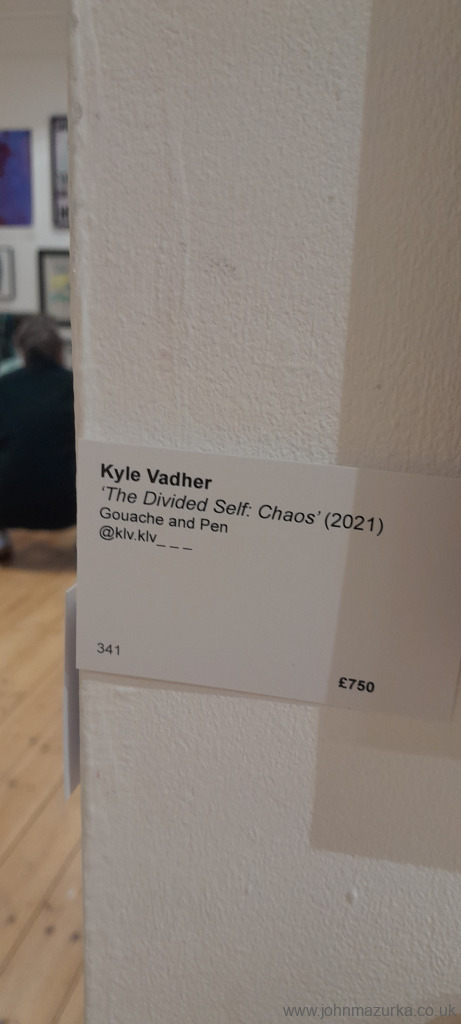 Kyle Vadher
‘The Divided Self: Chaos’ (2021)
Gouache and Pen
@klv.klv_ _ _
341
£750
www.johnmazurka.co.uk